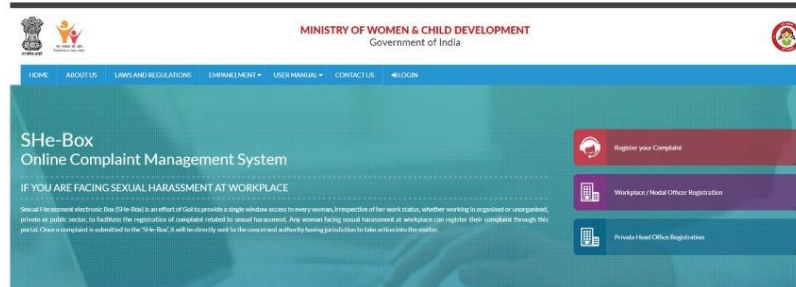 MINISTRY OF WOMEN & CHILD DEVELOPMENT
Government of India
HOME ABOUT US LAWS AND REGULATIONS EMPANELMENT USER MANUAL CONTACT US LOGIN
SHe-Box
Online Complaint Management System
Register your Complaint
IF YOU ARE FACING SEXUAL HARASSMENT AT WORKPLACE
Workplace / Nodal Officer Registration
Sexual Harassment electronic Box (SHe-Box) is an effort of GoI to provide a single window access to every woman, irrespective of her work status, whether working in organised or unorganised,
private or public sector, to facilitate the registration of complaint related to sexual harassment. Any woman facing sexual harassment at workplace can register their complaint through this
portal. Once a complaint is submitted to the 'SHe-Box', it will be directly sent to the concerned authority having jurisdiction to take action into the matter.
Private Head Office Registration